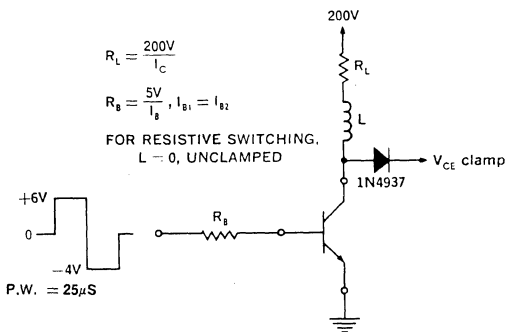 200V
R_L = 200V / I_C
R_L
R_B = 5V / I_B , I_B1 = I_B2
L
FOR RESISTIVE SWITCHING,
L = 0, UNCLAMPED
V_CE clamp
1N4937
+6V
R_B
0
−4V
P.W. = 25μS